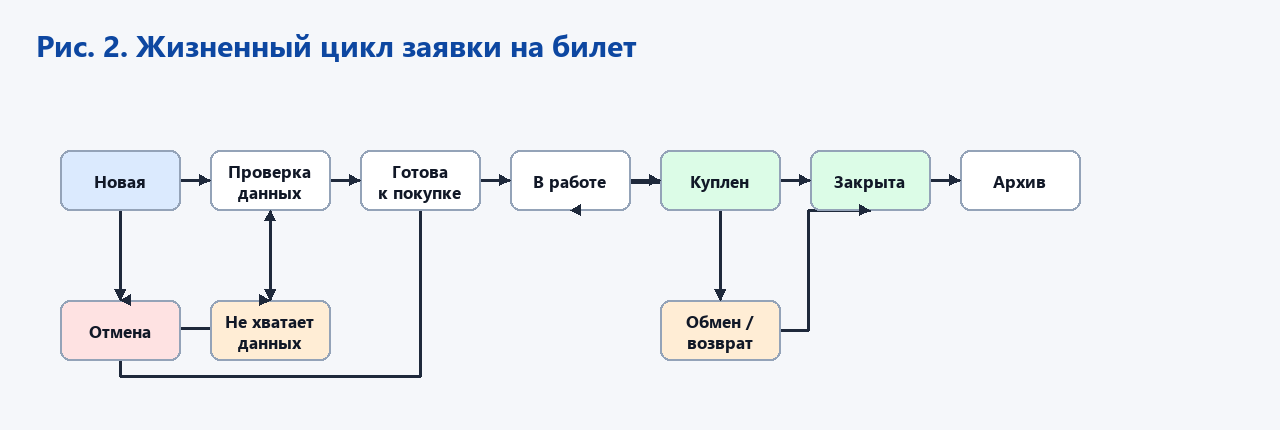 Рис. 2. Жизненный цикл заявки на билет
Новая
Проверка
данных
Готова
к покупке
В работе
Куплен
Закрыта
Архив
Отмена
Не хватает
данных
Обмен /
возврат